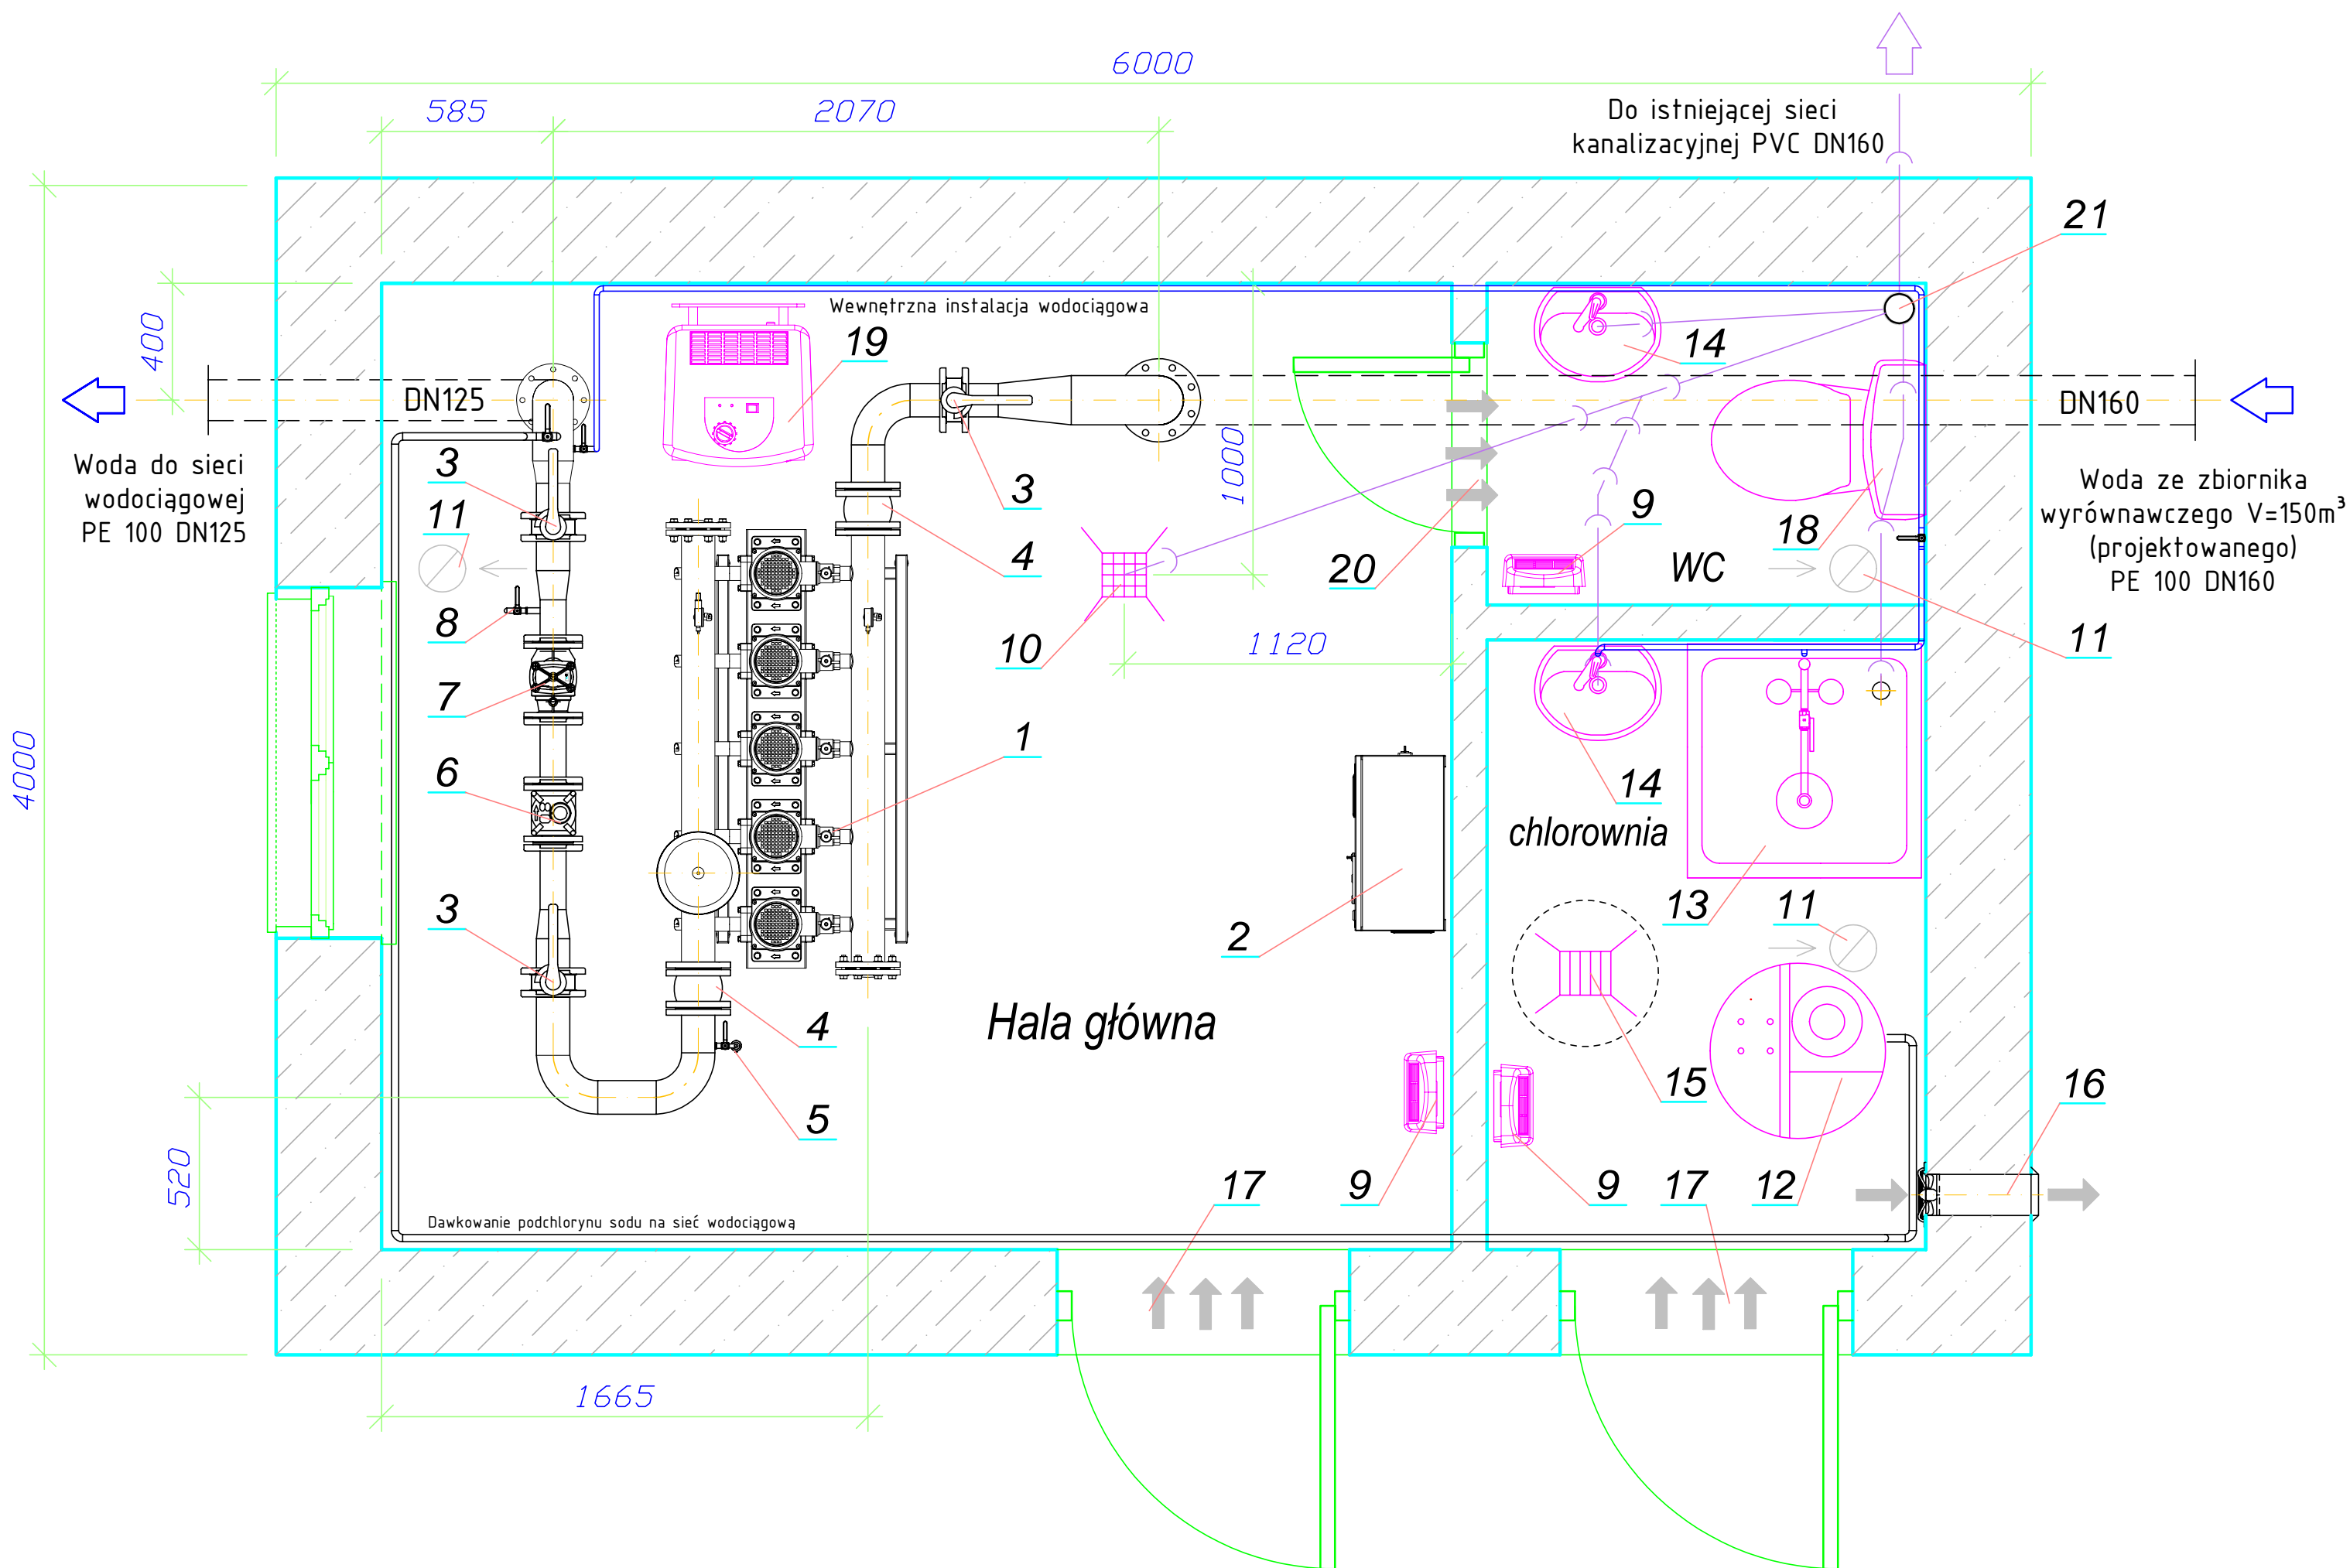 6000
585
2070
Do istniejącej sieci
kanalizacyjnej PVC DN160
21
Wewnętrzna instalacja wodociągowa
400
19
14
DN125
DN160
Woda do sieci
wodociągowej
PE 100 DN125
3
11
3
1000
9
18
Woda ze zbiornika
wyrównawczego V=150m³
(projektowanego)
PE 100 DN160
4
20
WC
8
10
1120
11
7
4000
6
1
14
chlorownia
3
2
13
11
4
Hala główna
5
15
16
520
17
9
9
17
12
Dawkowanie podchlorynu sodu na sieć wodociągową
1665